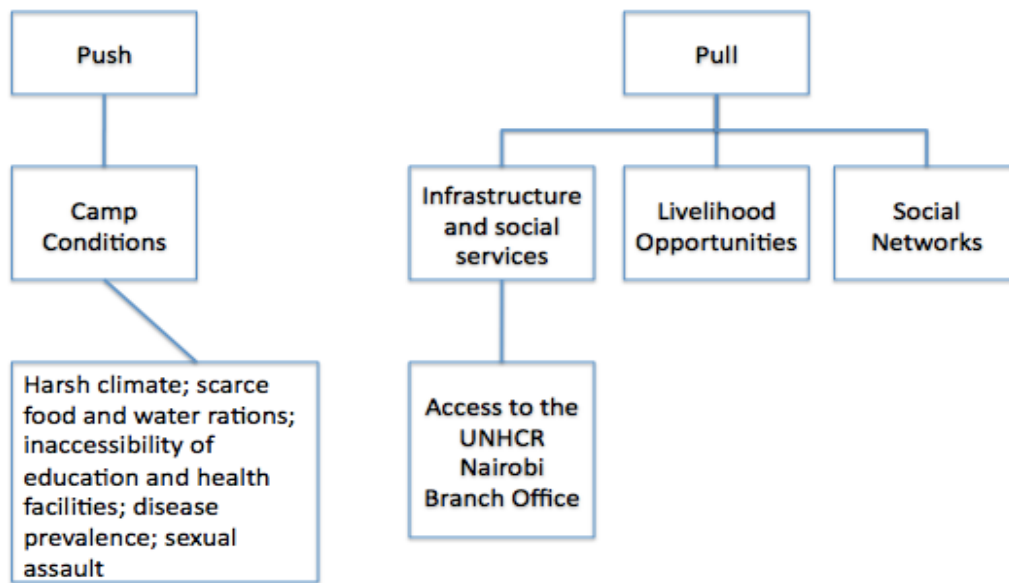 Push
Pull
Camp
Conditions
Infrastructure
and social
services
Livelihood
Opportunities
Social
Networks
Harsh climate; scarce
food and water rations;
inaccessibility of
education and health
facilities; disease
prevalence; sexual
assault
Access to the
UNHCR
Nairobi
Branch Office